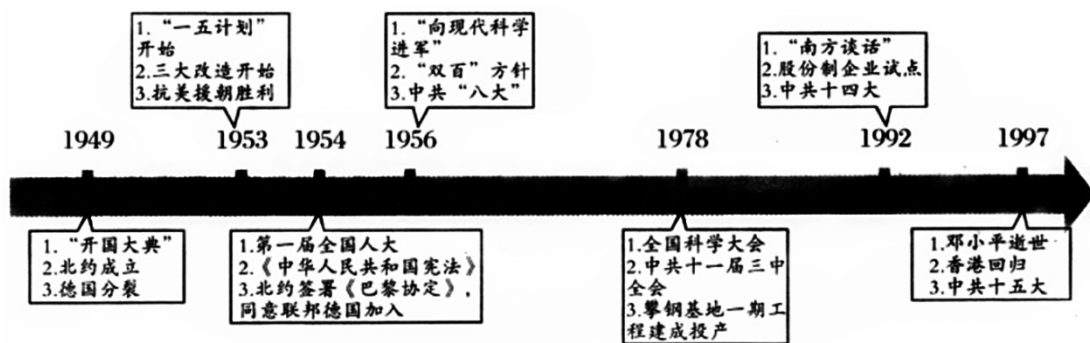 1.“一五计划”
开始
2.三大改造开始
3.抗美援朝胜利
1.“向现代科学
进军”
2.“双百”方针
3.中共“八大”
1.“南方谈话”
2.股份制企业试点
3.中共十四大
1949
1953
1954
1956
1978
1992
1997
1.“开国大典”
2.北约成立
3.德国分裂
1.第一届全国人大
2.《中华人民共和国宪法》
3.北约签署《巴黎协定》,
同意联邦德国加入
1.全国科学大会
2.中共十一届三中
全会
3.攀钢基地一期工
程建成投产
1.邓小平逝世
2.香港回归
3.中共十五大